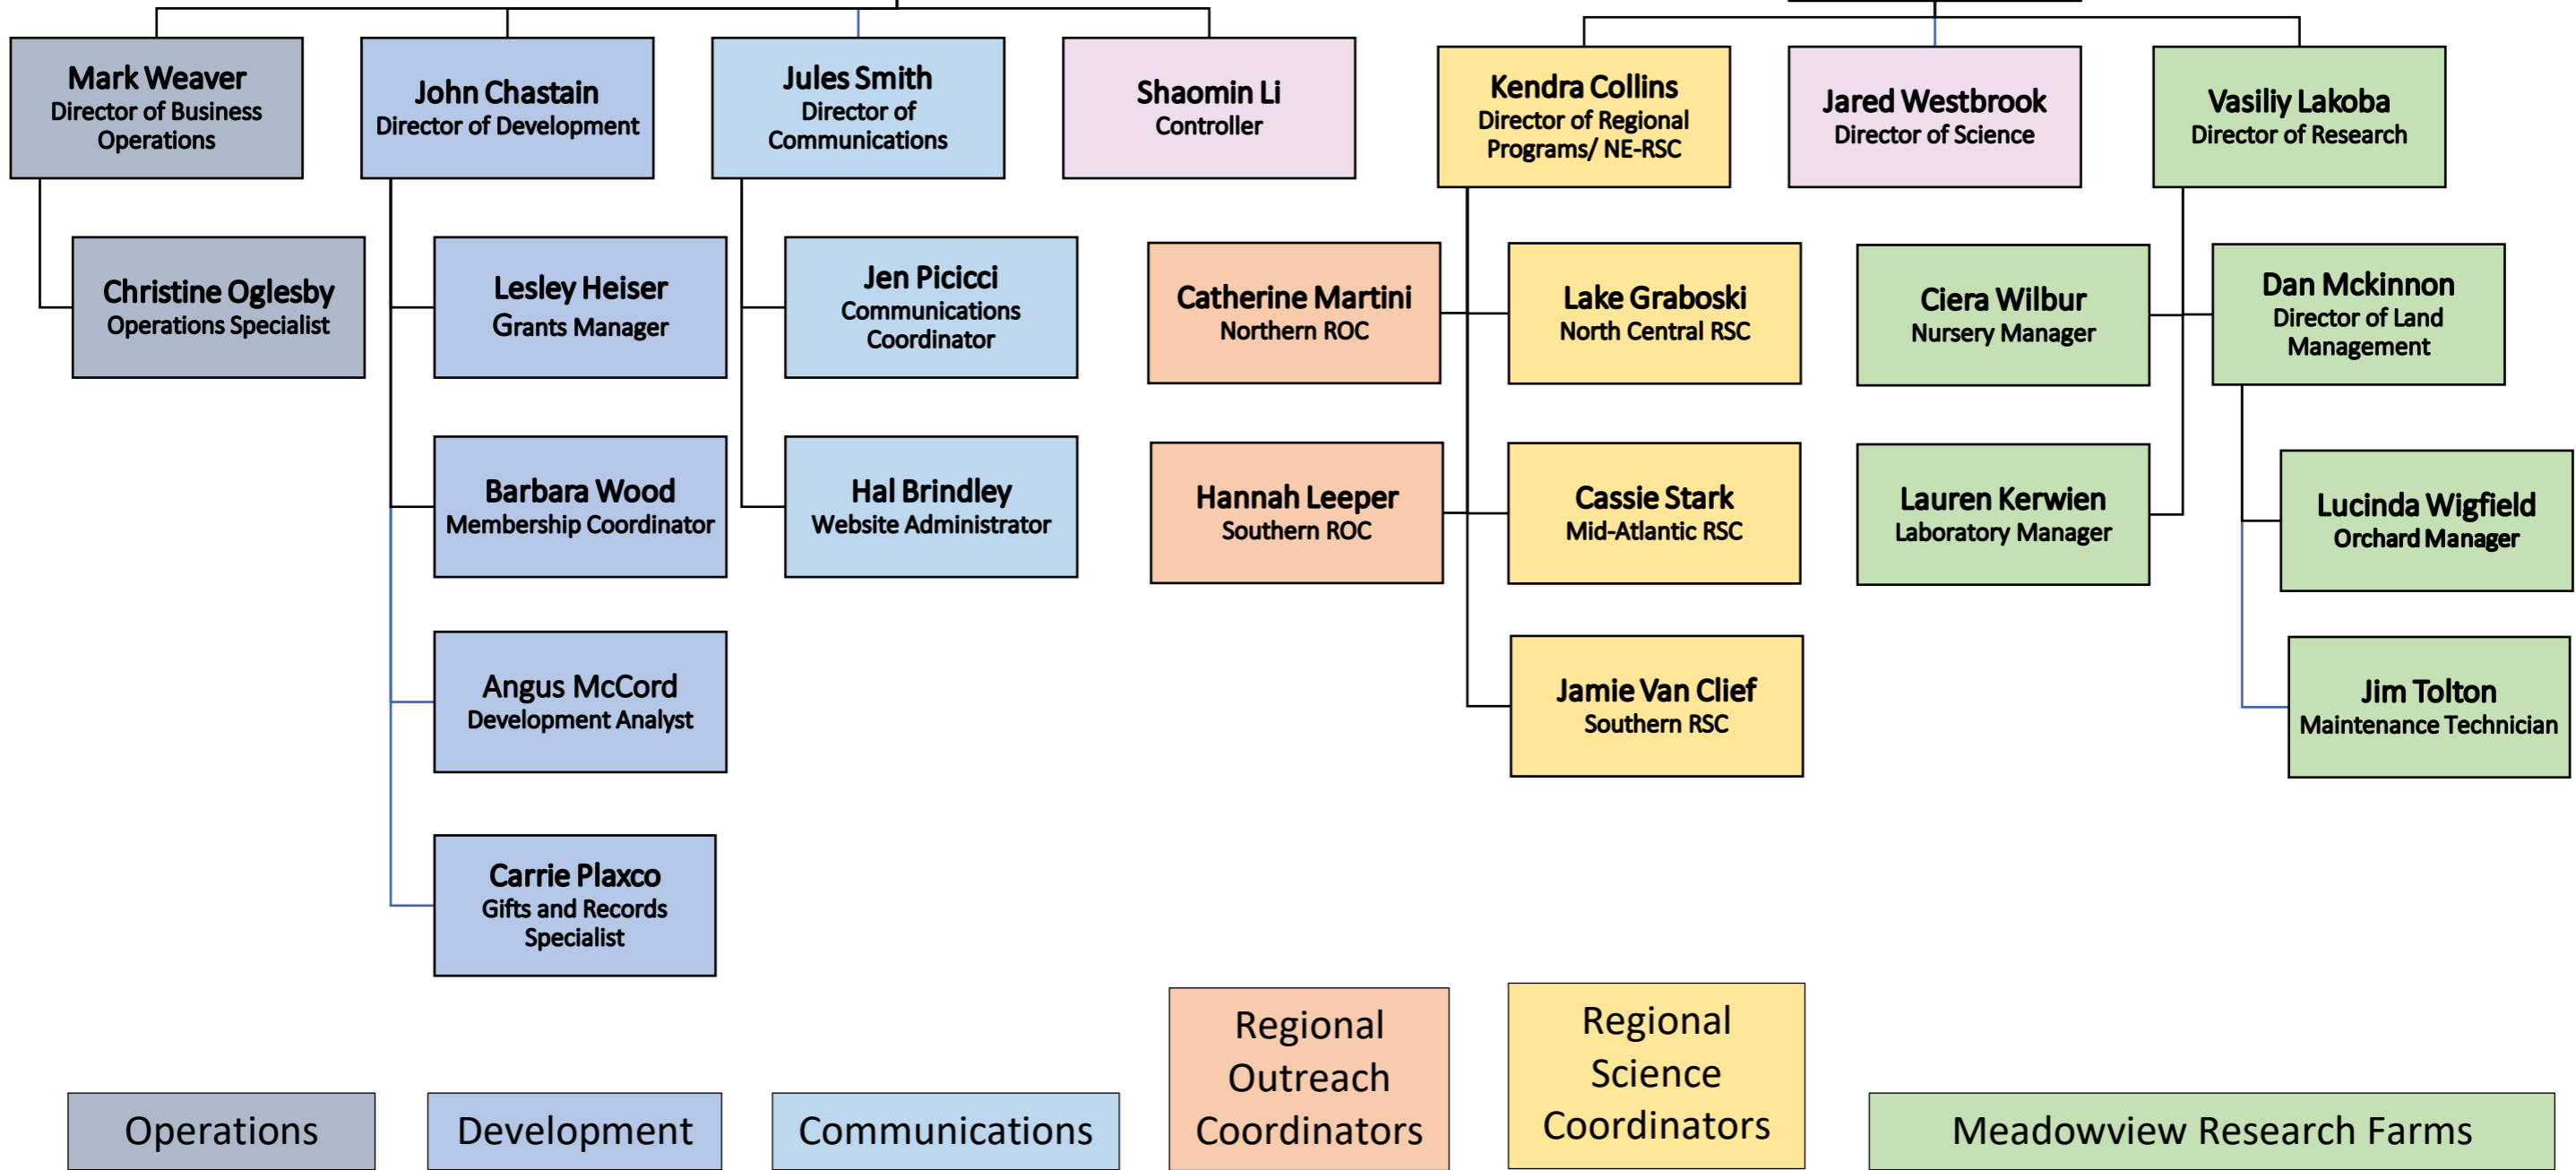 Mark Weaver
Director of Business
Operations
John Chastain
Director of Development
Jules Smith
Director of
Communications
Shaomin Li
Controller
Kendra Collins
Director of Regional
Programs/ NE-RSC
Jared Westbrook
Director of Science
Vasiliy Lakoba
Director of Research
Christine Oglesby
Operations Specialist
Lesley Heiser
Grants Manager
Jen Picicci
Communications
Coordinator
Catherine Martini
Northern ROC
Lake Graboski
North Central RSC
Ciera Wilbur
Nursery Manager
Dan Mckinnon
Director of Land
Management
Barbara Wood
Membership Coordinator
Hal Brindley
Website Administrator
Hannah Leeper
Southern ROC
Cassie Stark
Mid-Atlantic RSC
Lauren Kerwien
Laboratory Manager
Lucinda Wigfield
Orchard Manager
Angus McCord
Development Analyst
Jamie Van Clief
Southern RSC
Jim Tolton
Maintenance Technician
Carrie Plaxco
Gifts and Records
Specialist
Operations
Development
Communications
Regional
Outreach
Coordinators
Regional
Science
Coordinators
Meadowview Research Farms